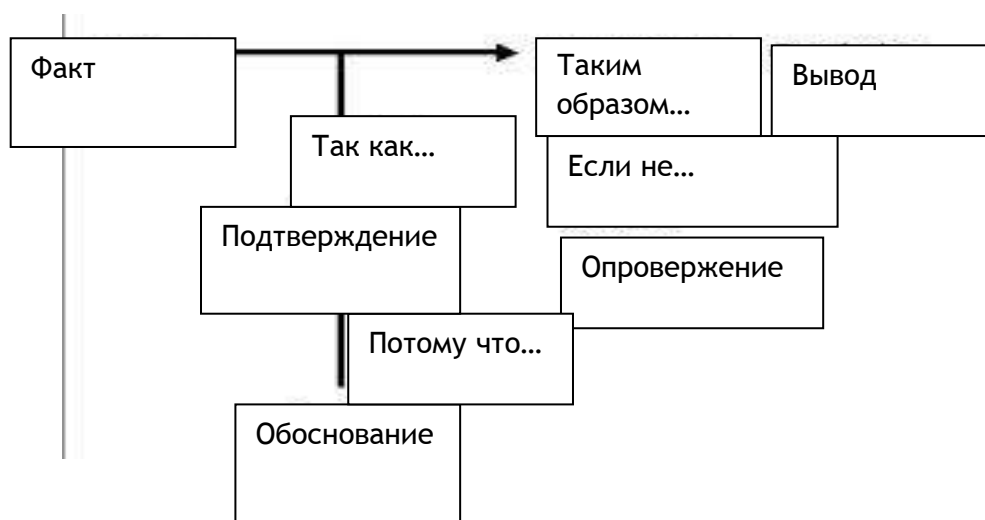 Факт
Таким
образом…
Вывод
Так как…
Если не…
Подтверждение
Опровержение
Потому что…
Обоснование